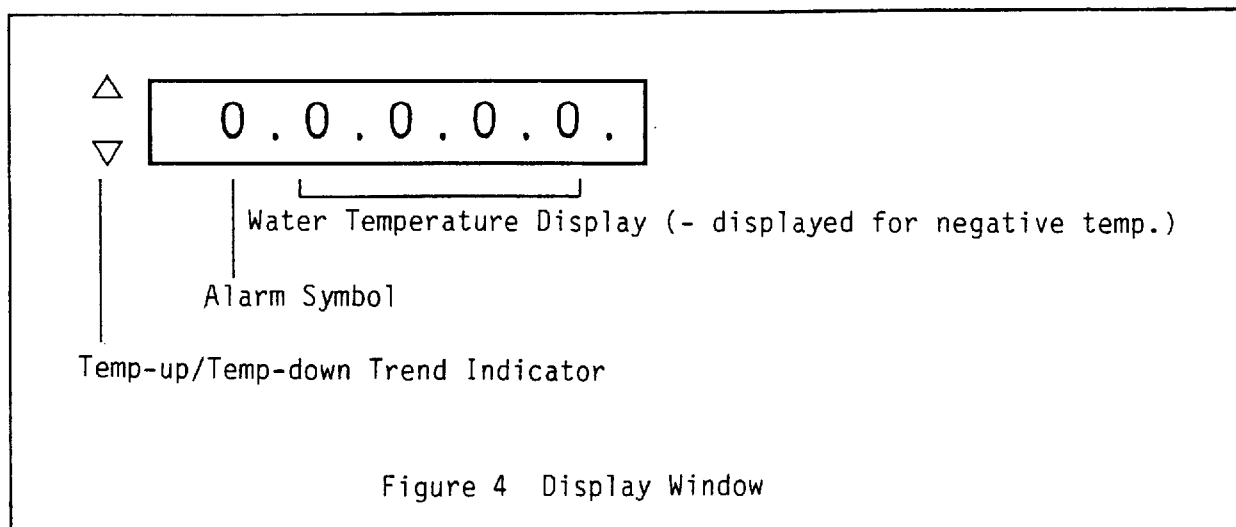 0.0.0.0.0.
Water Temperature Display (- displayed for negative temp.)
Alarm Symbol
Temp-up/Temp-down Trend Indicator
Figure 4 Display Window